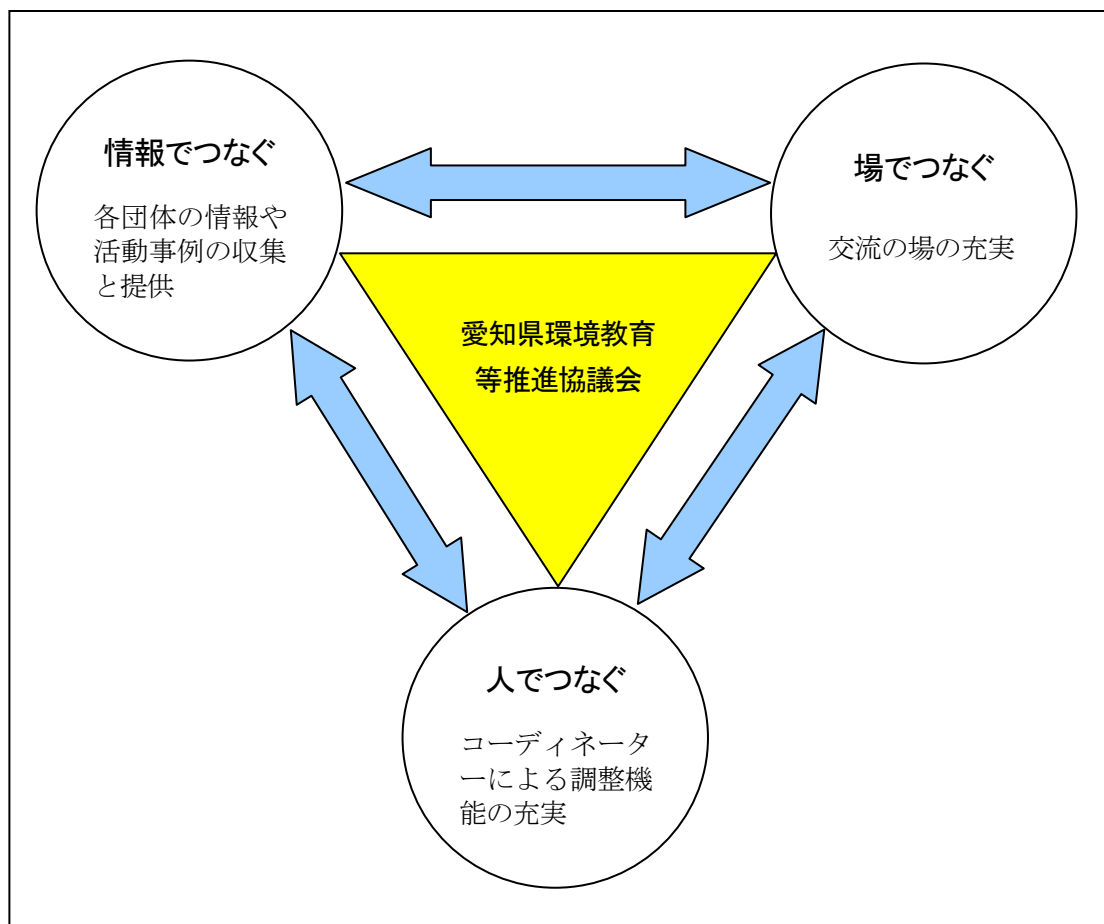 情報でつなぐ
各団体の情報や
活動事例の収集
と提供
場でつなぐ
交流の場の充実
愛知県環境教育
等推進協議会
人でつなぐ
コーディネータ
ーによる調整機
能の充実